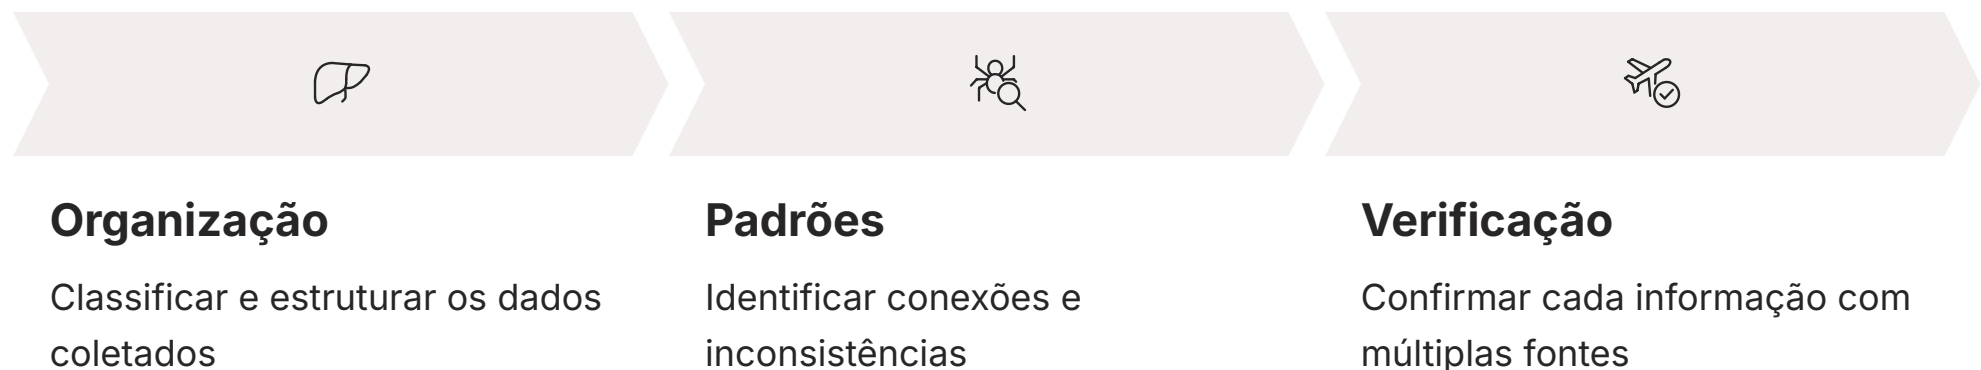 Organização
Classificar e estruturar os dados
coletados
Padrões
Identificar conexões e
inconsistências
Verificação
Confirmar cada informação com
múltiplas fontes